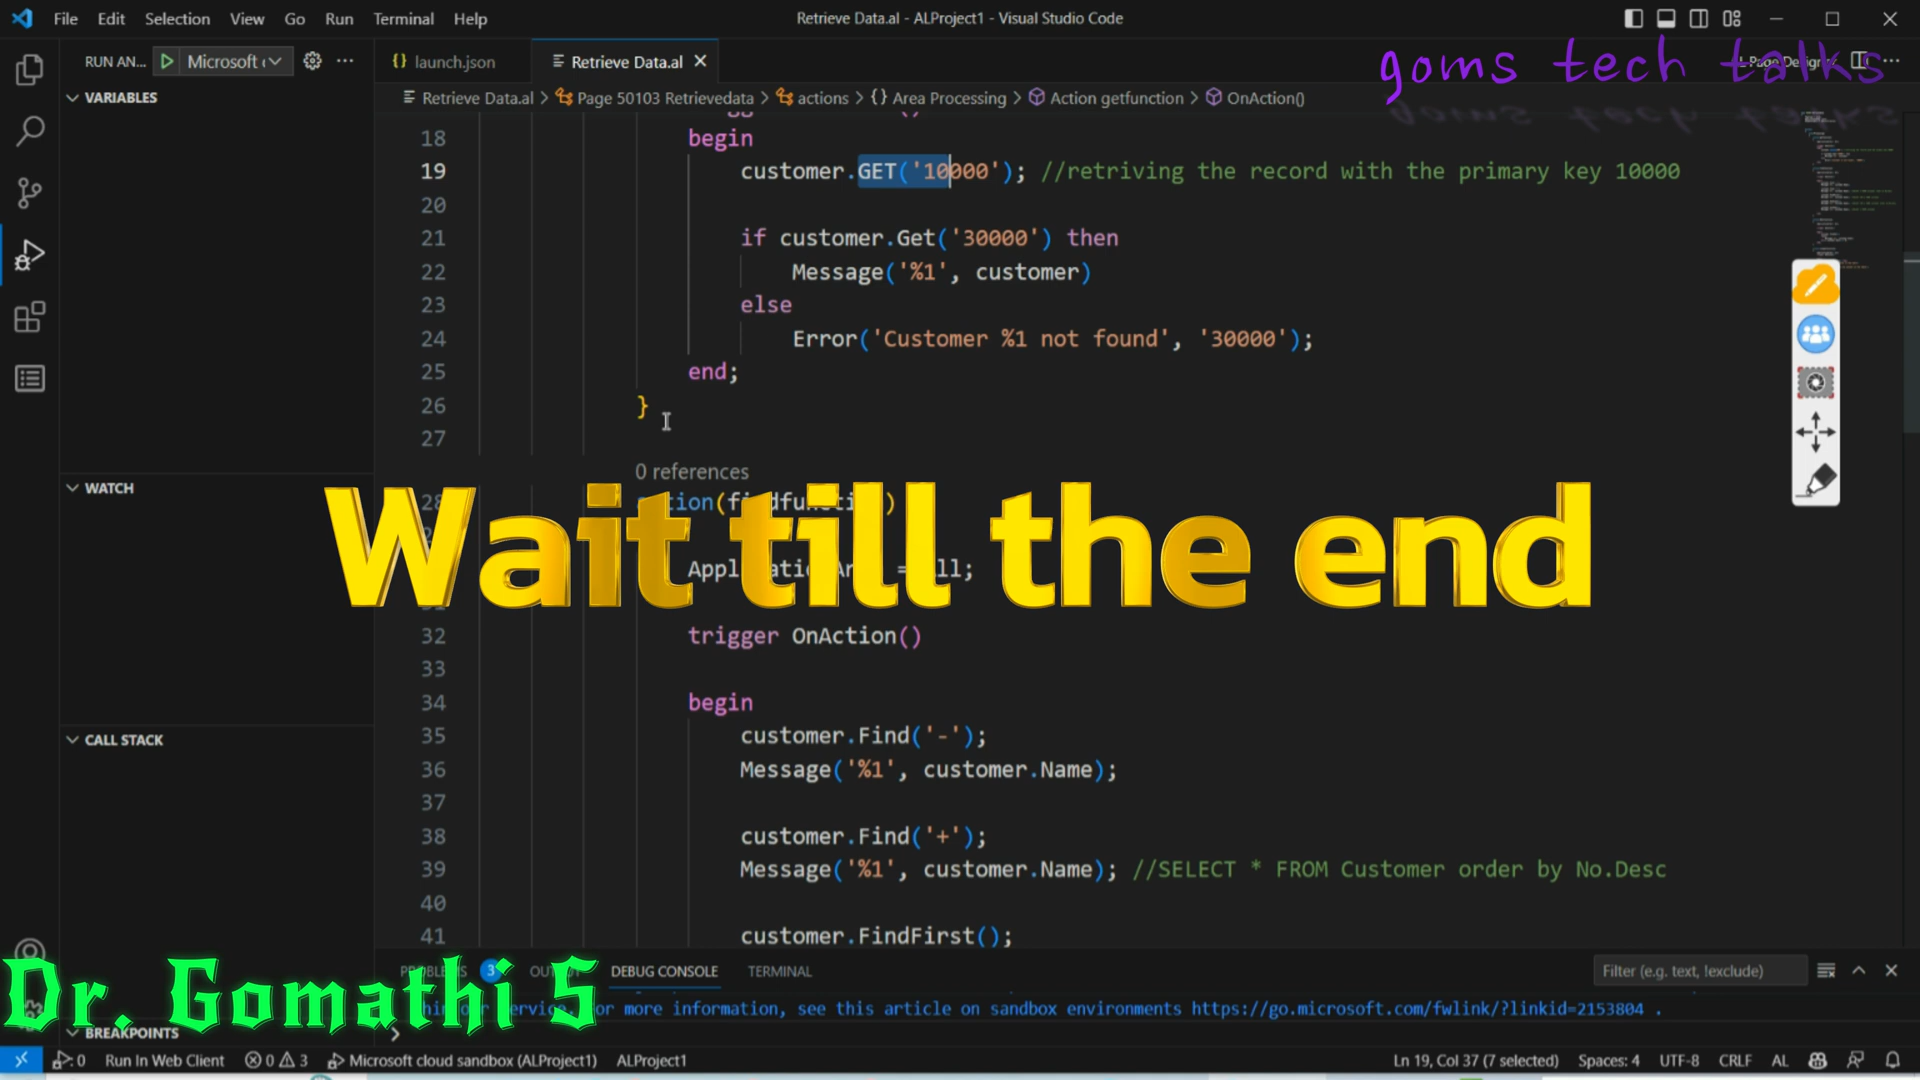 File Edit Selection View Go Run Terminal Help
Retrieve Data.al - ALProject1 - Visual Studio Code
goms tech talks
RUN AN... Microsoft
launch.json
Retrieve Data.al
Retrieve Data.al > Page 50103 Retrievedata > actions > {} Area Processing > Action getfunction > OnAction()
VARIABLES
18 begin
19 customer.GET('10000'); //retriving the record with the primary key 10000
20
21 if customer.Get('30000') then
22 Message('%1', customer)
23 else
24 Error('Customer %1 not found', '30000');
25 end;
26 }
27
0 references
WATCH
Wait till the end
32 trigger OnAction()
33
34 begin
35 customer.Find('-');
36 Message('%1', customer.Name);
37
CALL STACK
38 customer.Find('+');
39 Message('%1', customer.Name); //SELECT * FROM Customer order by No.Desc
40
41 customer.FindFirst();
Dr. Gomathi S
3
DEBUG CONSOLE TERMINAL
Filter (e.g. text, !exclude)
more information, see this article on sandbox environments https://go.microsoft.com/fwlink/?linkid=2153804 .
BREAKPOINTS
0 Run In Web Client 0 3 Microsoft cloud sandbox (ALProject1) ALProject1
Ln 19, Col 37 (7 selected) Spaces: 4 UTF-8 CRLF AL